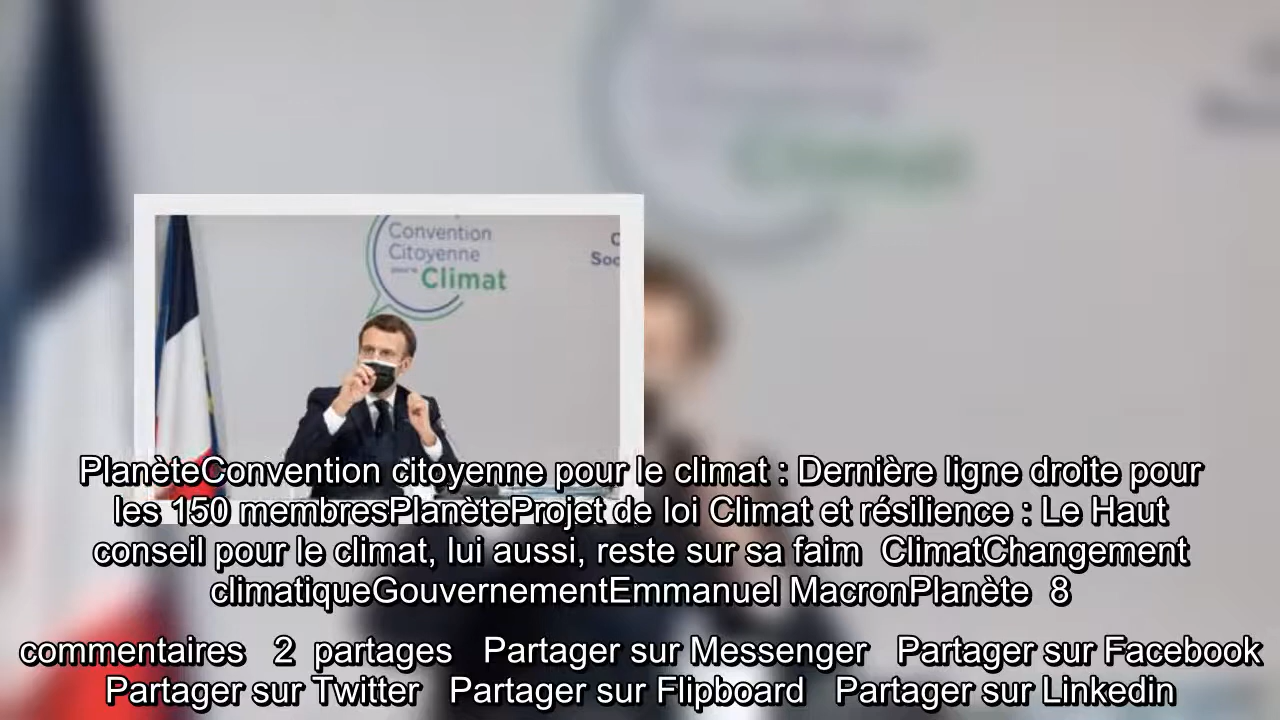 Convention
Citoyenne
pour le
Climat
PlanèteConvention citoyenne pour le climat : Dernière ligne droite pour
les 150 membresPlanèteProjet de loi Climat et résilience : Le Haut
conseil pour le climat, lui aussi, reste sur sa faim  ClimatChangement
climatiqueGouvernementEmmanuel MacronPlanète  8
commentaires   2  partages   Partager sur Messenger   Partager sur Facebook
Partager sur Twitter   Partager sur Flipboard   Partager sur Linkedin